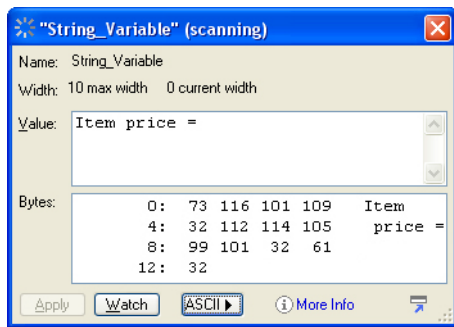 "String_Variable" (scanning)
Name: String_Variable
Width: 10 max width 0 current width
Value: Item price =
Bytes: 0: 73 116 101 109 Item
4: 32 112 114 105 price =
8: 99 101 32 61
12: 32
Apply Watch ASCII More Info